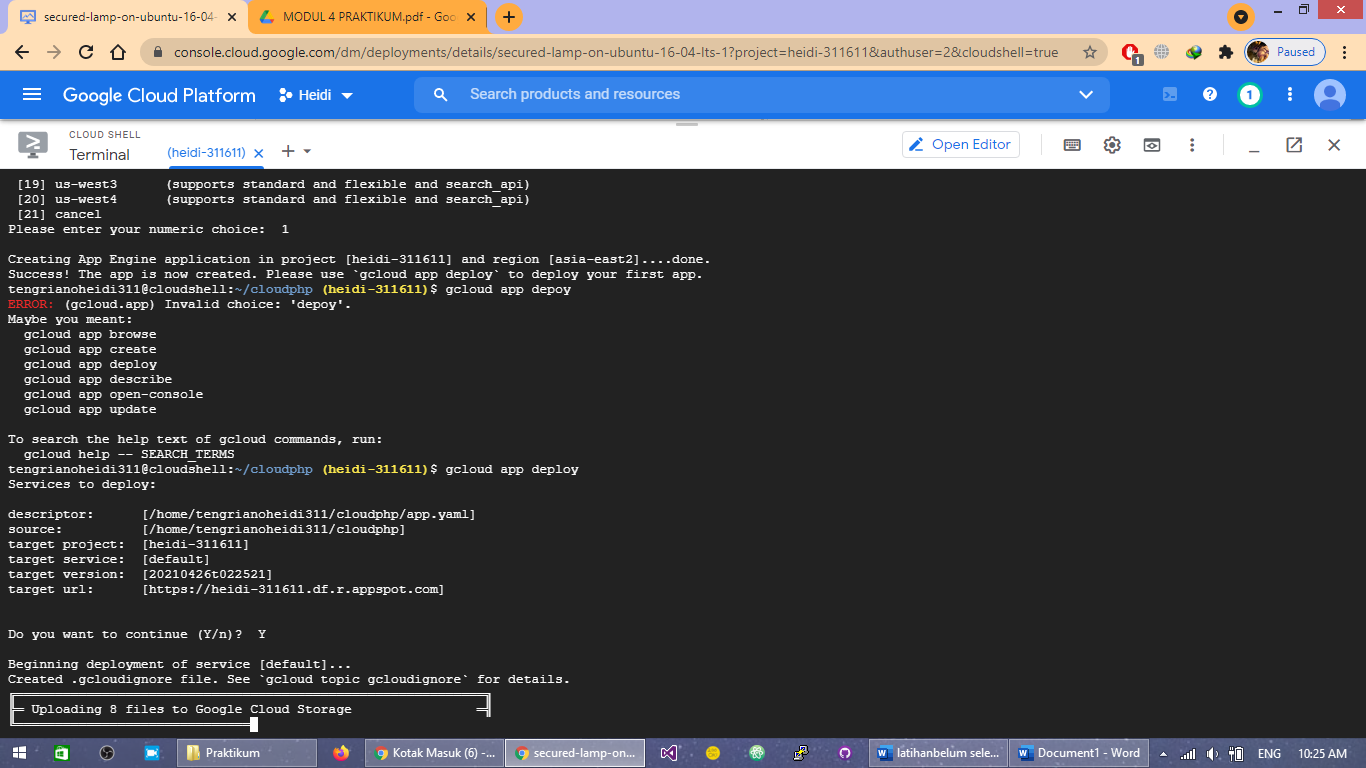 secured-lamp-on-ubuntu-16-04-
MODUL 4 PRAKTIKUM.pdf - Goo
console.cloud.google.com/dm/deployments/details/secured-lamp-on-ubuntu-16-04-lts-1?project=heidi-311611&authuser=2&cloudshell=true
1
Paused
Google Cloud Platform
Heidi
Search products and resources
1
CLOUD SHELL
Terminal
(heidi-311611)
Open Editor
[19] us-west3 (supports standard and flexible and search_api)
[20] us-west4 (supports standard and flexible and search_api)
[21] cancel
Please enter your numeric choice: 1
Creating App Engine application in project [heidi-311611] and region [asia-east2]....done.
Success! The app is now created. Please use `gcloud app deploy` to deploy your first app.
tengrianoheidi311@cloudshell:~/cloudphp (heidi-311611)$ gcloud app depoy
ERROR: (gcloud.app) Invalid choice: 'depoy'.
Maybe you meant:
gcloud app browse
gcloud app create
gcloud app deploy
gcloud app describe
gcloud app open-console
gcloud app update
To search the help text of gcloud commands, run:
gcloud help -- SEARCH_TERMS
tengrianoheidi311@cloudshell:~/cloudphp (heidi-311611)$ gcloud app deploy
Services to deploy:
descriptor: [/home/tengrianoheidi311/cloudphp/app.yaml]
source: [/home/tengrianoheidi311/cloudphp]
target project: [heidi-311611]
target service: [default]
target version: [20210426t022521]
target url: [https://heidi-311611.df.r.appspot.com]
Do you want to continue (Y/n)? Y
Beginning deployment of service [default]...
Created .gcloudignore file. See `gcloud topic gcloudignore` for details.
Uploading 8 files to Google Cloud Storage
Praktikum
Kotak Masuk (6) -...
secured-lamp-on...
latihanbelum sele...
Document1 - Word
ENG
10:25 AM